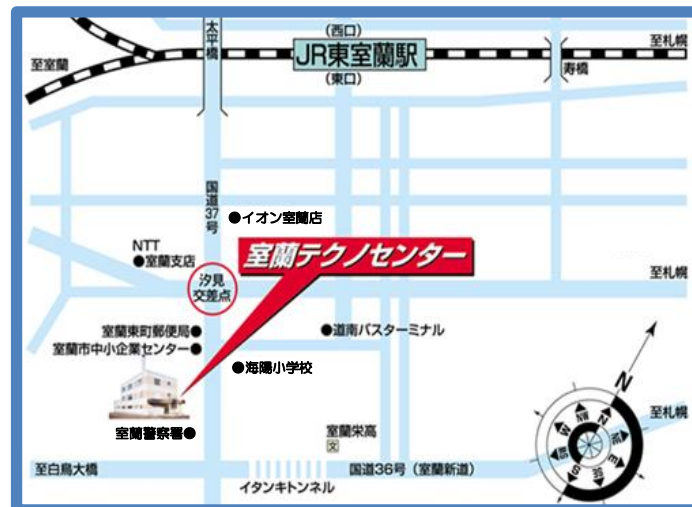 （西口）
JR東室蘭駅
（東口）
太平橋
至室蘭
至札幌
寿橋
国道37号
●イオン室蘭店
NTT
●室蘭支店
室蘭テクノセンター
汐見
交差点
至札幌
室蘭東町郵便局●
室蘭市中小企業センター●
●道南バスターミナル
●海陽小学校
室蘭警察署●
室蘭栄高
文
至白鳥大橋
イタンキトンネル
国道36号（室蘭新道）
至札幌
N
N
NE
E
SE
S
SW
W
NW